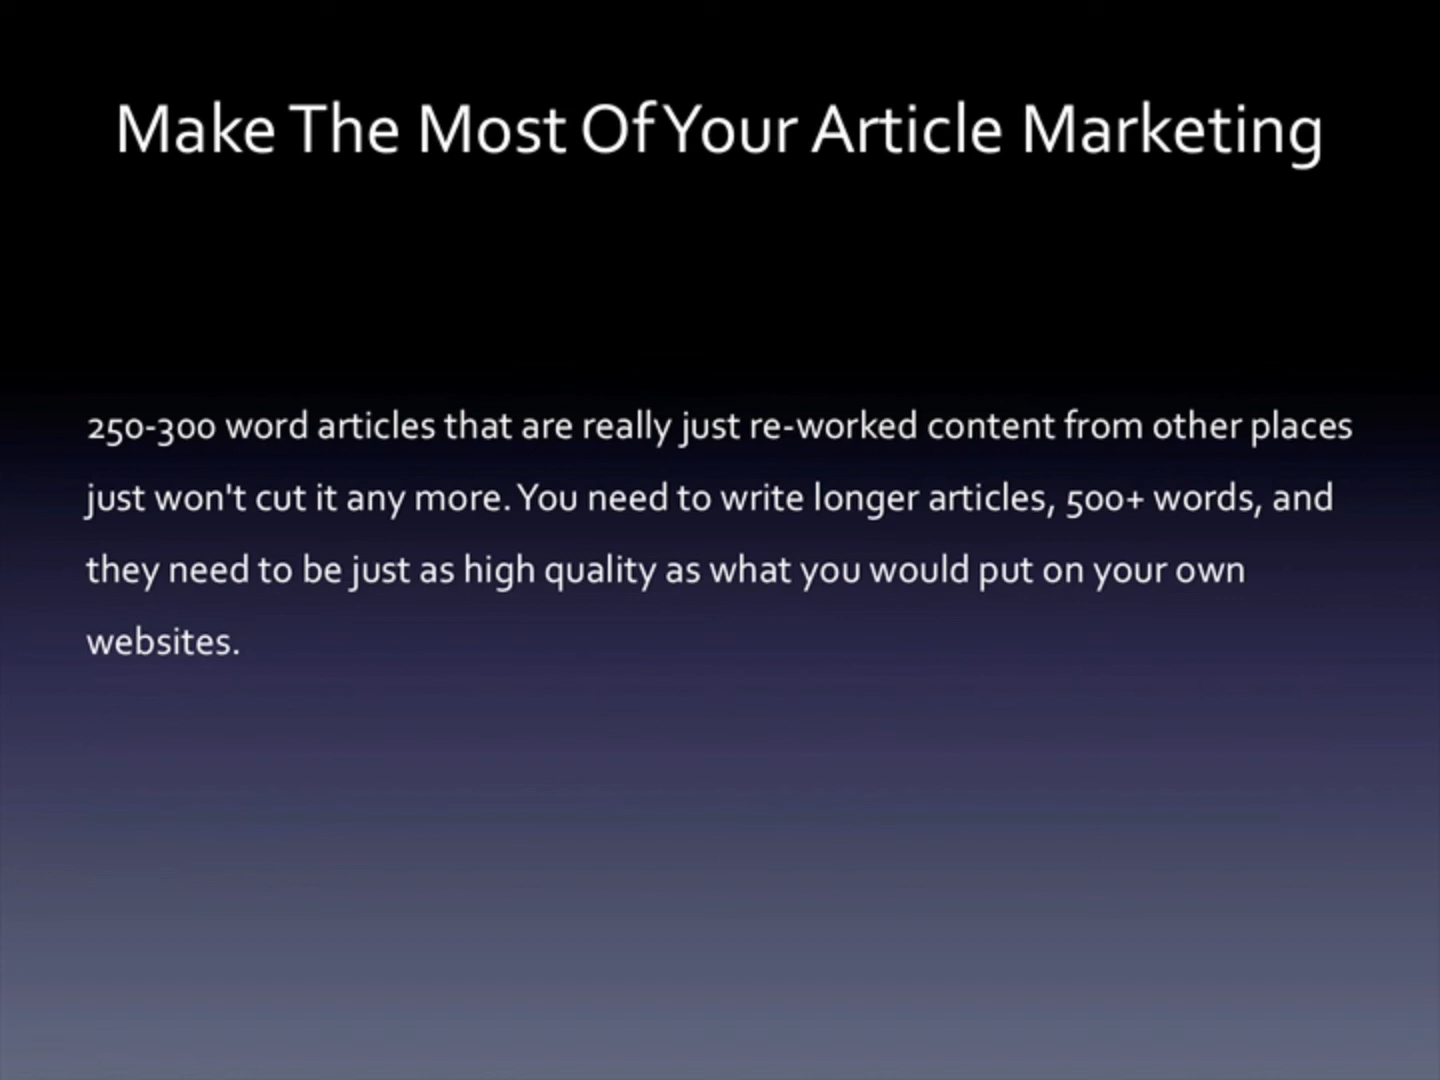 Make The Most Of Your Article Marketing
250-300 word articles that are really just re-worked content from other places
just won't cut it any more. You need to write longer articles, 500+ words, and
they need to be just as high quality as what you would put on your own
websites.